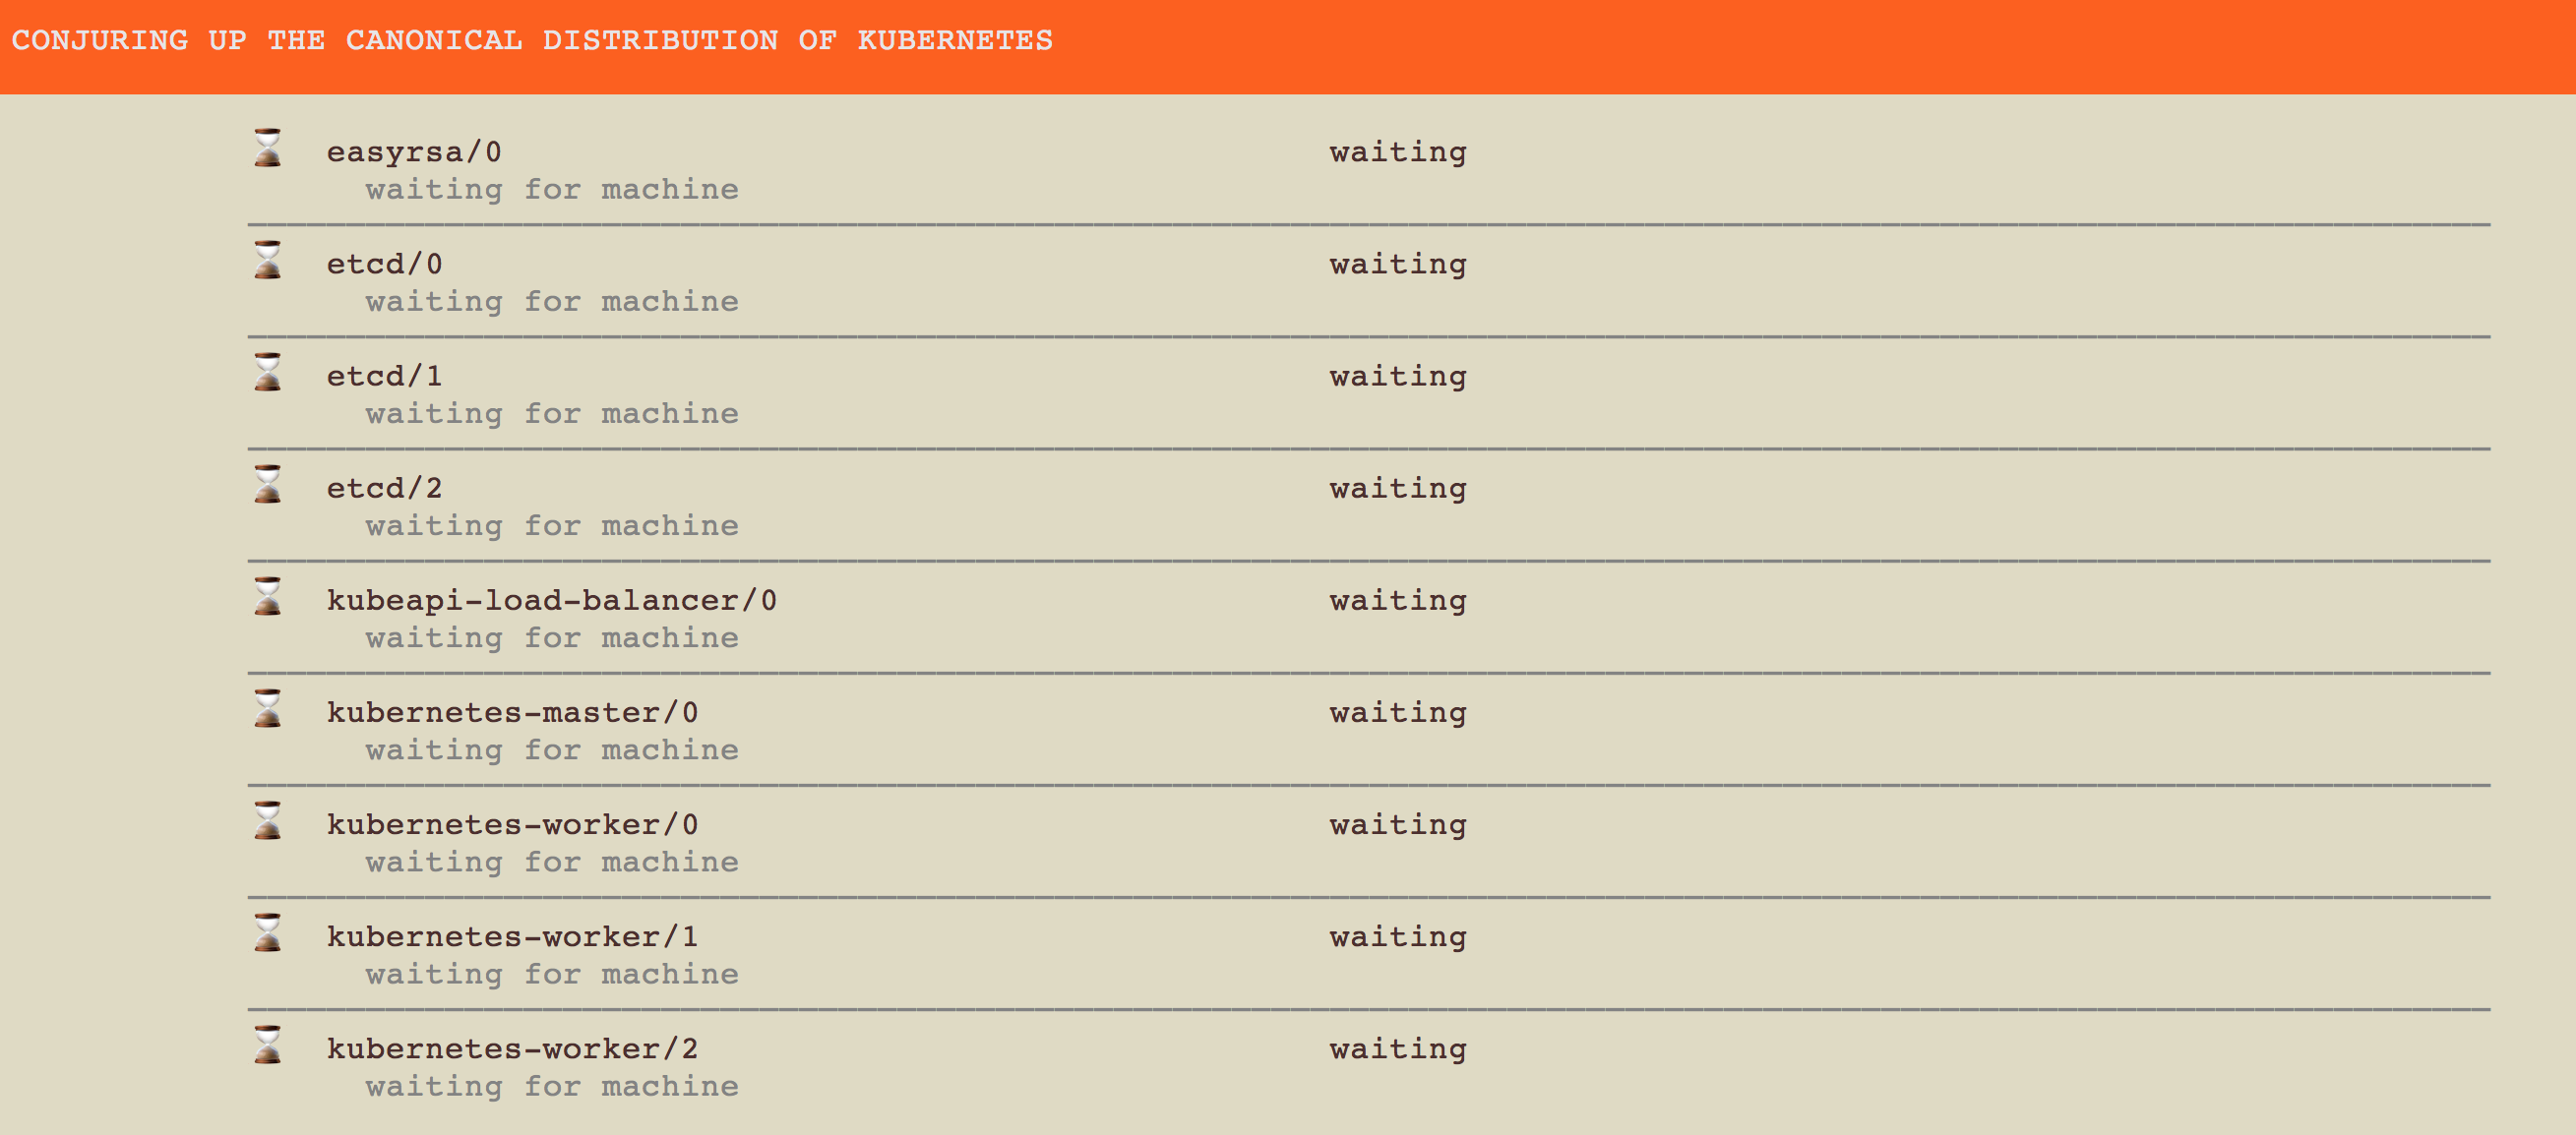 CONJURING UP THE CANONICAL DISTRIBUTION OF KUBERNETES
easyrsa/0 waiting
waiting for machine
etcd/0 waiting
waiting for machine
etcd/1 waiting
waiting for machine
etcd/2 waiting
waiting for machine
kubeapi-load-balancer/0 waiting
waiting for machine
kubernetes-master/0 waiting
waiting for machine
kubernetes-worker/0 waiting
waiting for machine
kubernetes-worker/1 waiting
waiting for machine
kubernetes-worker/2 waiting
waiting for machine